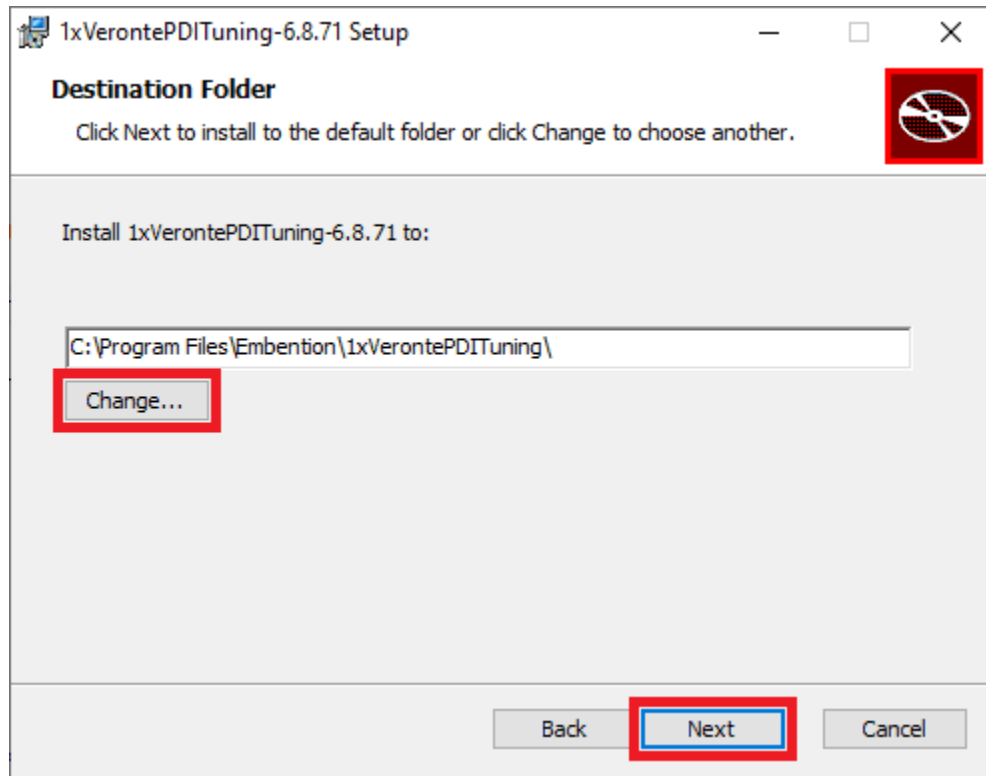 1xVerontePDITuning-6.8.71 Setup
Destination Folder
Click Next to install to the default folder or click Change to choose another.
Install 1xVerontePDITuning-6.8.71 to:
C:\Program Files\Embention\1xVerontePDITuning\
Change...
Back Next Cancel